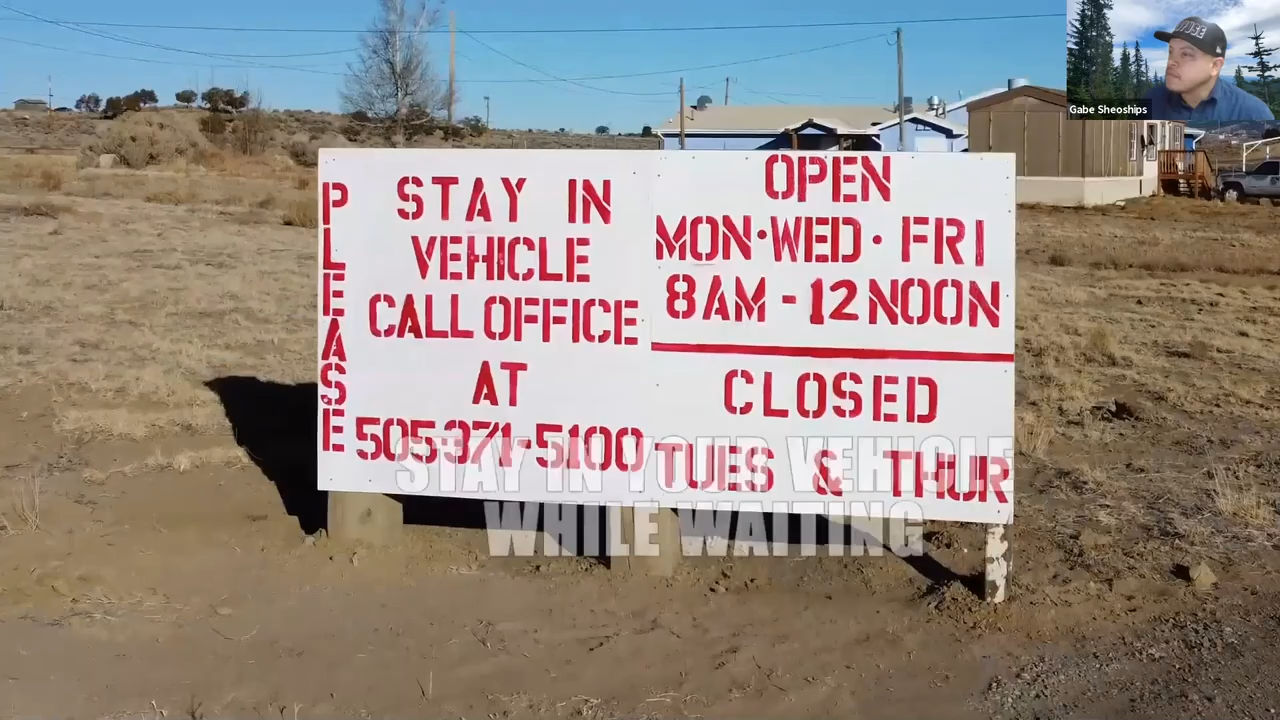 PLEASE
STAY IN
VEHICLE
CALL OFFICE
AT
505-371-5100
OPEN
MON·WED· FRI
8AM - 12 NOON
CLOSED
TUES & THUR
STAY IN YOUR VEHICLE
WHILE WAITING
Gabe Sheoships